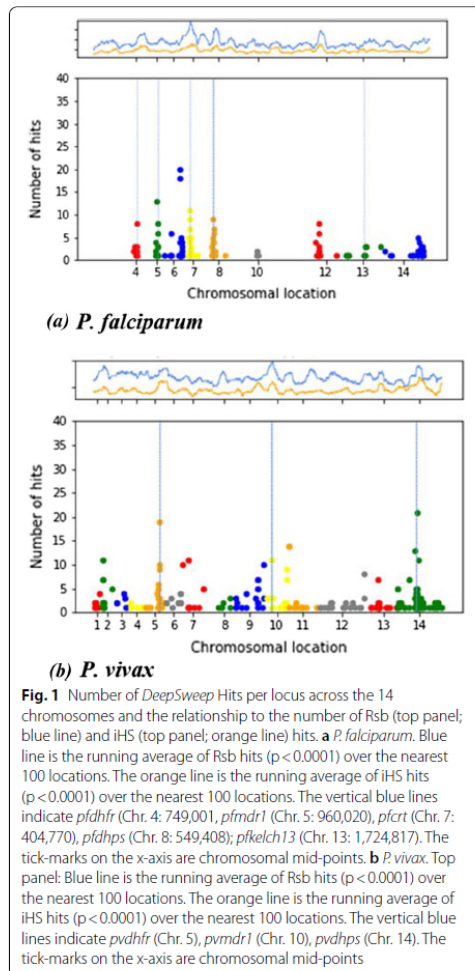 40
35
30
25
20
15
10
5
0
Number of hits
4 5 6 7 8 10 12 13 14
Chromosomal location
(a) P. falciparum
40
35
30
25
20
15
10
5
0
Number of hits
1 2 3 4 5 6 7 8 9 10 11 12 13 14
Chromosomal location
(b) P. vivax
Fig. 1 Number of DeepSweep Hits per locus across the 14
chromosomes and the relationship to the number of Rsb (top panel;
blue line) and iHS (top panel; orange line) hits. a P. falciparum. Blue
line is the running average of Rsb hits (p < 0.0001) over the nearest
100 locations. The orange line is the running average of iHS hits
(p < 0.0001) over the nearest 100 locations. The vertical blue lines
indicate pfdhfr (Chr. 4: 749,001, pfmdr1 (Chr. 5: 960,020), pfcrt (Chr. 7:
404,770), pfdhps (Chr. 8: 549,408); pfkelch13 (Chr. 13: 1,724,817). The
tick-marks on the x-axis are chromosomal mid-points. b P. vivax. Top
panel: Blue line is the running average of Rsb hits (p < 0.0001) over
the nearest 100 locations. The orange line is the running average of
iHS hits (p < 0.0001) over the nearest 100 locations. The vertical blue
lines indicate pvdhfr (Chr. 5), pvmdr1 (Chr. 10), pvdhps (Chr. 14). The
tick-marks on the x-axis are chromosomal mid-points